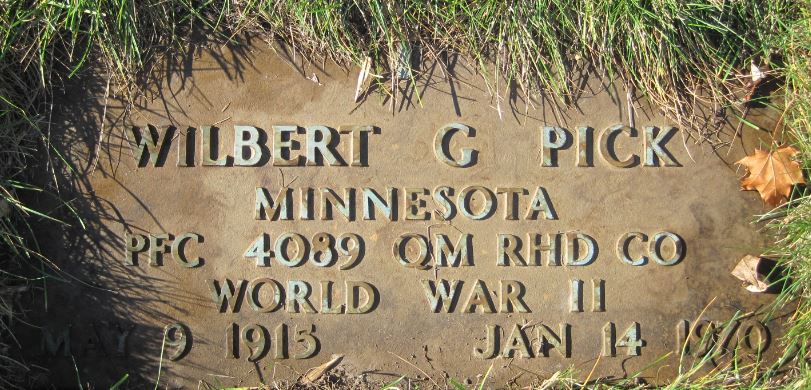 WILBERT G PICK
MINNESOTA
PFC 4089 QM RHD CO
WORLD WAR II
MAY 9 1915 JAN 14 1970